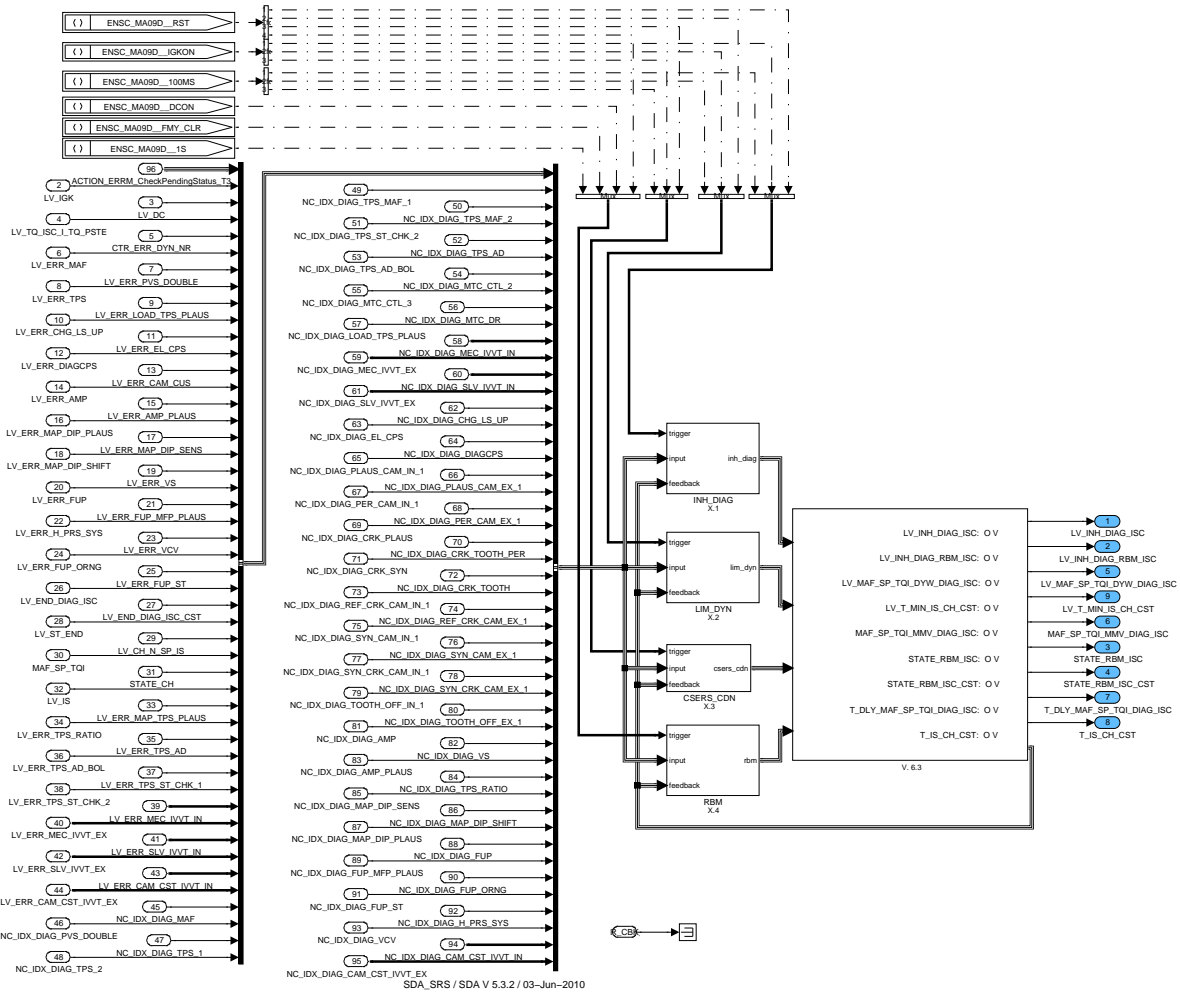 ENSC_MA09D__RST
ENSC_MA09D__IGKON
ENSC_MA09D__100MS
ENSC_MA09D__DCON
ENSC_MA09D__FMY_CLR
ENSC_MA09D__1S
Mux
Mux
Mux
Mux
96
ACTION_ERRM_CheckPendingStatus_T3
2
LV_IGK
3
LV_DC
4
LV_TQ_ISC_I_TQ_PSTE
5
CTR_ERR_DYN_NR
6
LV_ERR_MAF
7
LV_ERR_PVS_DOUBLE
8
LV_ERR_TPS
9
LV_ERR_LOAD_TPS_PLAUS
10
LV_ERR_CHG_LS_UP
11
LV_ERR_EL_CPS
12
LV_ERR_DIAGCPS
13
LV_ERR_CAM_CUS
14
LV_ERR_AMP
15
LV_ERR_AMP_PLAUS
16
LV_ERR_MAP_DIP_PLAUS
17
LV_ERR_MAP_DIP_SENS
18
LV_ERR_MAP_DIP_SHIFT
19
LV_ERR_VS
20
LV_ERR_FUP
21
LV_ERR_FUP_MFP_PLAUS
22
LV_ERR_H_PRS_SYS
23
LV_ERR_VCV
24
LV_ERR_FUP_ORNG
25
LV_ERR_FUP_ST
26
LV_END_DIAG_ISC
27
LV_END_DIAG_ISC_CST
28
LV_ST_END
29
LV_CH_N_SP_IS
30
MAF_SP_TQI
31
STATE_CH
32
LV_IS
33
LV_ERR_MAP_TPS_PLAUS
34
LV_ERR_TPS_RATIO
35
LV_ERR_TPS_AD
36
LV_ERR_TPS_AD_BOL
37
LV_ERR_TPS_ST_CHK_1
38
LV_ERR_TPS_ST_CHK_2
39
LV_ERR_MEC_IVVT_IN
40
LV_ERR_MEC_IVVT_EX
41
LV_ERR_SLV_IVVT_IN
42
LV_ERR_SLV_IVVT_EX
43
LV_ERR_CAM_CST_IVVT_IN
44
LV_ERR_CAM_CST_IVVT_EX
45
NC_IDX_DIAG_MAF
46
NC_IDX_DIAG_PVS_DOUBLE
47
NC_IDX_DIAG_TPS_1
48
NC_IDX_DIAG_TPS_2
49
NC_IDX_DIAG_TPS_MAF_1
50
NC_IDX_DIAG_TPS_MAF_2
51
NC_IDX_DIAG_TPS_ST_CHK_2
52
NC_IDX_DIAG_TPS_AD
53
NC_IDX_DIAG_TPS_AD_BOL
54
NC_IDX_DIAG_MTC_CTL_2
55
NC_IDX_DIAG_MTC_CTL_3
56
NC_IDX_DIAG_MTC_DR
57
NC_IDX_DIAG_LOAD_TPS_PLAUS
58
NC_IDX_DIAG_MEC_IVVT_IN
59
NC_IDX_DIAG_MEC_IVVT_EX
60
NC_IDX_DIAG_SLV_IVVT_IN
61
NC_IDX_DIAG_SLV_IVVT_EX
62
NC_IDX_DIAG_CHG_LS_UP
63
NC_IDX_DIAG_EL_CPS
64
NC_IDX_DIAG_DIAGCPS
65
NC_IDX_DIAG_PLAUS_CAM_IN_1
66
NC_IDX_DIAG_PLAUS_CAM_EX_1
67
NC_IDX_DIAG_PER_CAM_IN_1
68
NC_IDX_DIAG_PER_CAM_EX_1
69
NC_IDX_DIAG_CRK_PLAUS
70
NC_IDX_DIAG_CRK_TOOTH_PER
71
NC_IDX_DIAG_CRK_SYN
72
NC_IDX_DIAG_CRK_TOOTH
73
NC_IDX_DIAG_REF_CRK_CAM_IN_1
74
NC_IDX_DIAG_REF_CRK_CAM_EX_1
75
NC_IDX_DIAG_SYN_CAM_IN_1
76
NC_IDX_DIAG_SYN_CAM_EX_1
77
NC_IDX_DIAG_SYN_CRK_CAM_IN_1
78
NC_IDX_DIAG_SYN_CRK_CAM_EX_1
79
NC_IDX_DIAG_TOOTH_OFF_IN_1
80
NC_IDX_DIAG_TOOTH_OFF_EX_1
81
NC_IDX_DIAG_AMP
82
NC_IDX_DIAG_VS
83
NC_IDX_DIAG_AMP_PLAUS
84
NC_IDX_DIAG_TPS_RATIO
85
NC_IDX_DIAG_MAP_DIP_SENS
86
NC_IDX_DIAG_MAP_DIP_SHIFT
87
NC_IDX_DIAG_MAP_DIP_PLAUS
88
NC_IDX_DIAG_FUP
89
NC_IDX_DIAG_FUP_MFP_PLAUS
90
NC_IDX_DIAG_FUP_ORNG
91
NC_IDX_DIAG_FUP_ST
92
NC_IDX_DIAG_H_PRS_SYS
93
NC_IDX_DIAG_VCV
94
NC_IDX_DIAG_CAM_CST_IVVT_IN
95
NC_IDX_DIAG_CAM_CST_IVVT_EX
trigger
input
inh_diag
feedback
INH_DIAG
X.1
trigger
input
lim_dyn
feedback
LIM_DYN
X.2
trigger
input
csers_cdn
feedback
CSERS_CDN
X.3
trigger
input
rbm
feedback
RBM
X.4
LV_INH_DIAG_ISC: O V
LV_INH_DIAG_RBM_ISC: O V
LV_MAF_SP_TQI_DYW_DIAG_ISC: O V
LV_T_MIN_IS_CH_CST: O V
MAF_SP_TQI_MMV_DIAG_ISC: O V
STATE_RBM_ISC: O V
STATE_RBM_ISC_CST: O V
T_DLY_MAF_SP_TQI_DIAG_ISC: O V
T_IS_CH_CST: O V
V. 6.3
1
LV_INH_DIAG_ISC
2
LV_INH_DIAG_RBM_ISC
5
LV_MAF_SP_TQI_DYW_DIAG_ISC
9
LV_T_MIN_IS_CH_CST
6
MAF_SP_TQI_MMV_DIAG_ISC
3
STATE_RBM_ISC
4
STATE_RBM_ISC_CST
7
T_DLY_MAF_SP_TQI_DIAG_ISC
8
T_IS_CH_CST
SDA_SRS / SDA V 5.3.2 / 03-Jun-2010